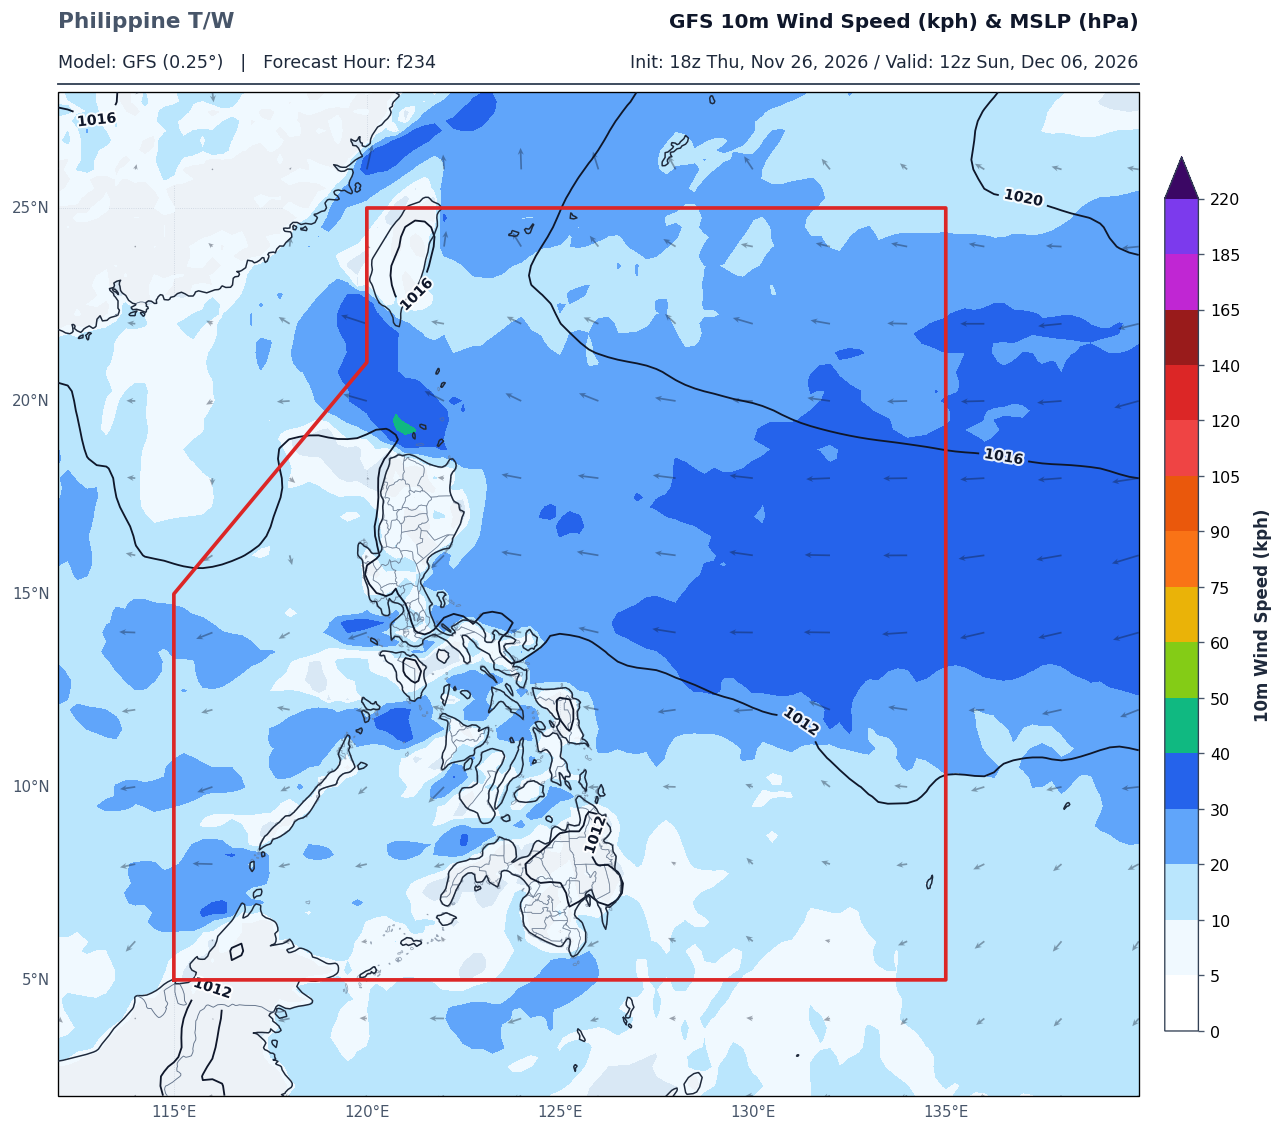 Philippine T/W
GFS 10m Wind Speed (kph) & MSLP (hPa)
Model: GFS (0.25°) | Forecast Hour: f234
Init: 18z Thu, Nov 26, 2026 / Valid: 12z Sun, Dec 06, 2026
1016
1020
1016
1016
1012
1012
1012
25°N
20°N
15°N
10°N
5°N
115°E
120°E
125°E
130°E
135°E
220
185
165
140
120
105
90
75
60
50
40
30
20
10
5
0
10m Wind Speed (kph)